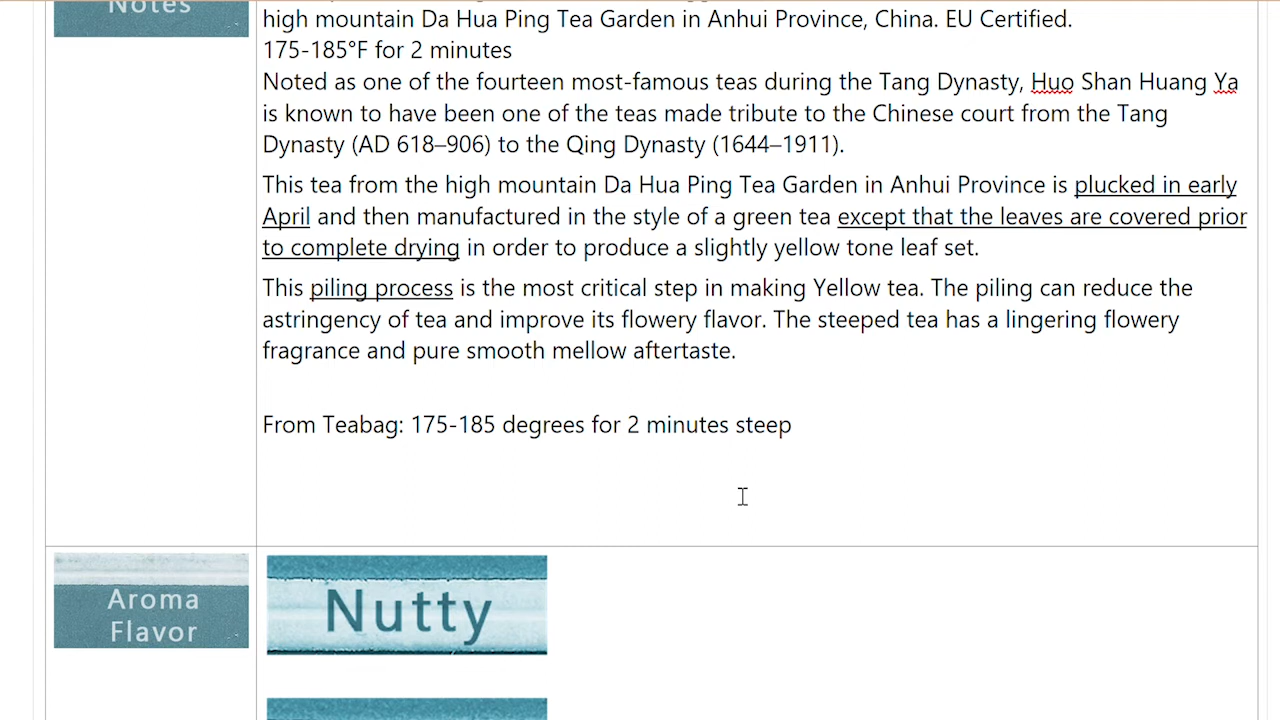 Notes
high mountain Da Hua Ping Tea Garden in Anhui Province, China. EU Certified.
175-185°F for 2 minutes
Noted as one of the fourteen most-famous teas during the Tang Dynasty, Huo Shan Huang Ya
is known to have been one of the teas made tribute to the Chinese court from the Tang
Dynasty (AD 618–906) to the Qing Dynasty (1644–1911).
This tea from the high mountain Da Hua Ping Tea Garden in Anhui Province is plucked in early
April and then manufactured in the style of a green tea except that the leaves are covered prior
to complete drying in order to produce a slightly yellow tone leaf set.
This piling process is the most critical step in making Yellow tea. The piling can reduce the
astringency of tea and improve its flowery flavor. The steeped tea has a lingering flowery
fragrance and pure smooth mellow aftertaste.
From Teabag: 175-185 degrees for 2 minutes steep
Aroma
Flavor
Nutty